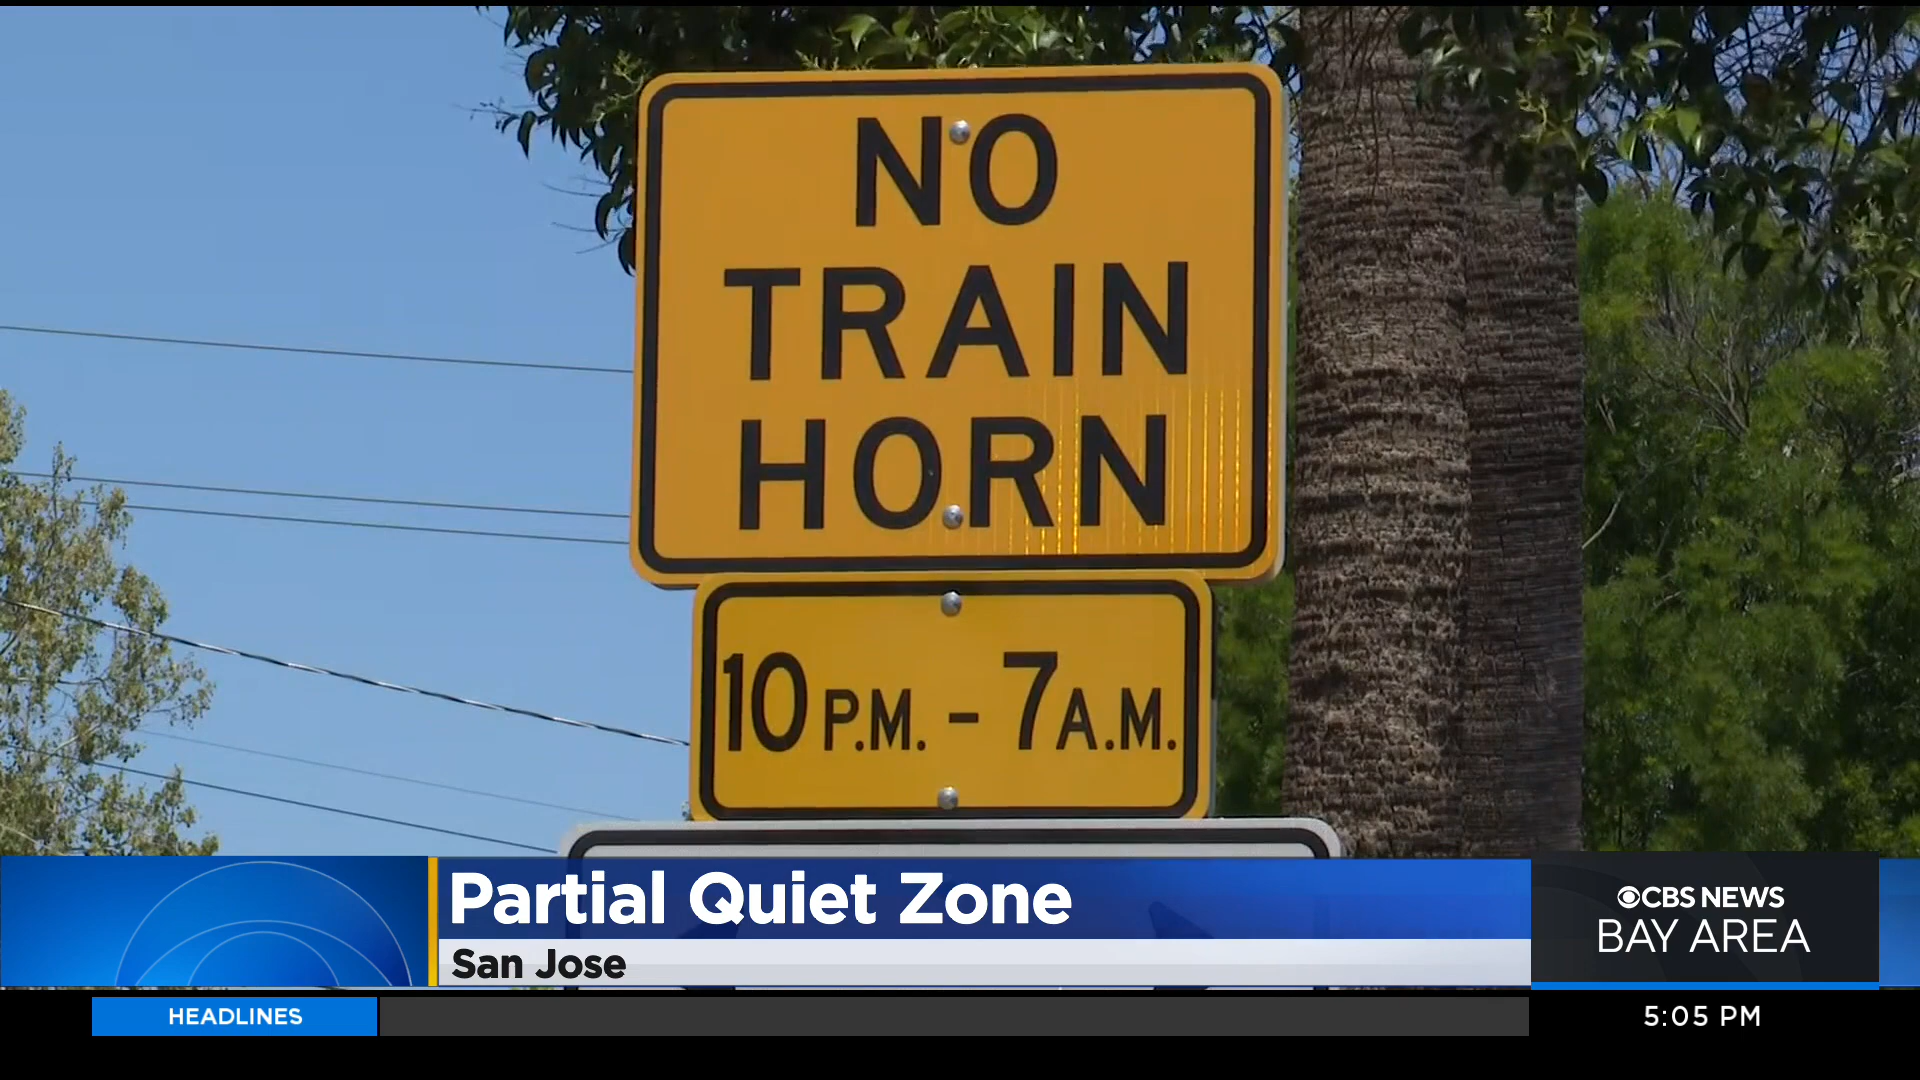 NO
TRAIN
HORN
10 P.M. - 7 A.M.
Partial Quiet Zone
San Jose
CBS NEWS
BAY AREA
HEADLINES
5:05 PM